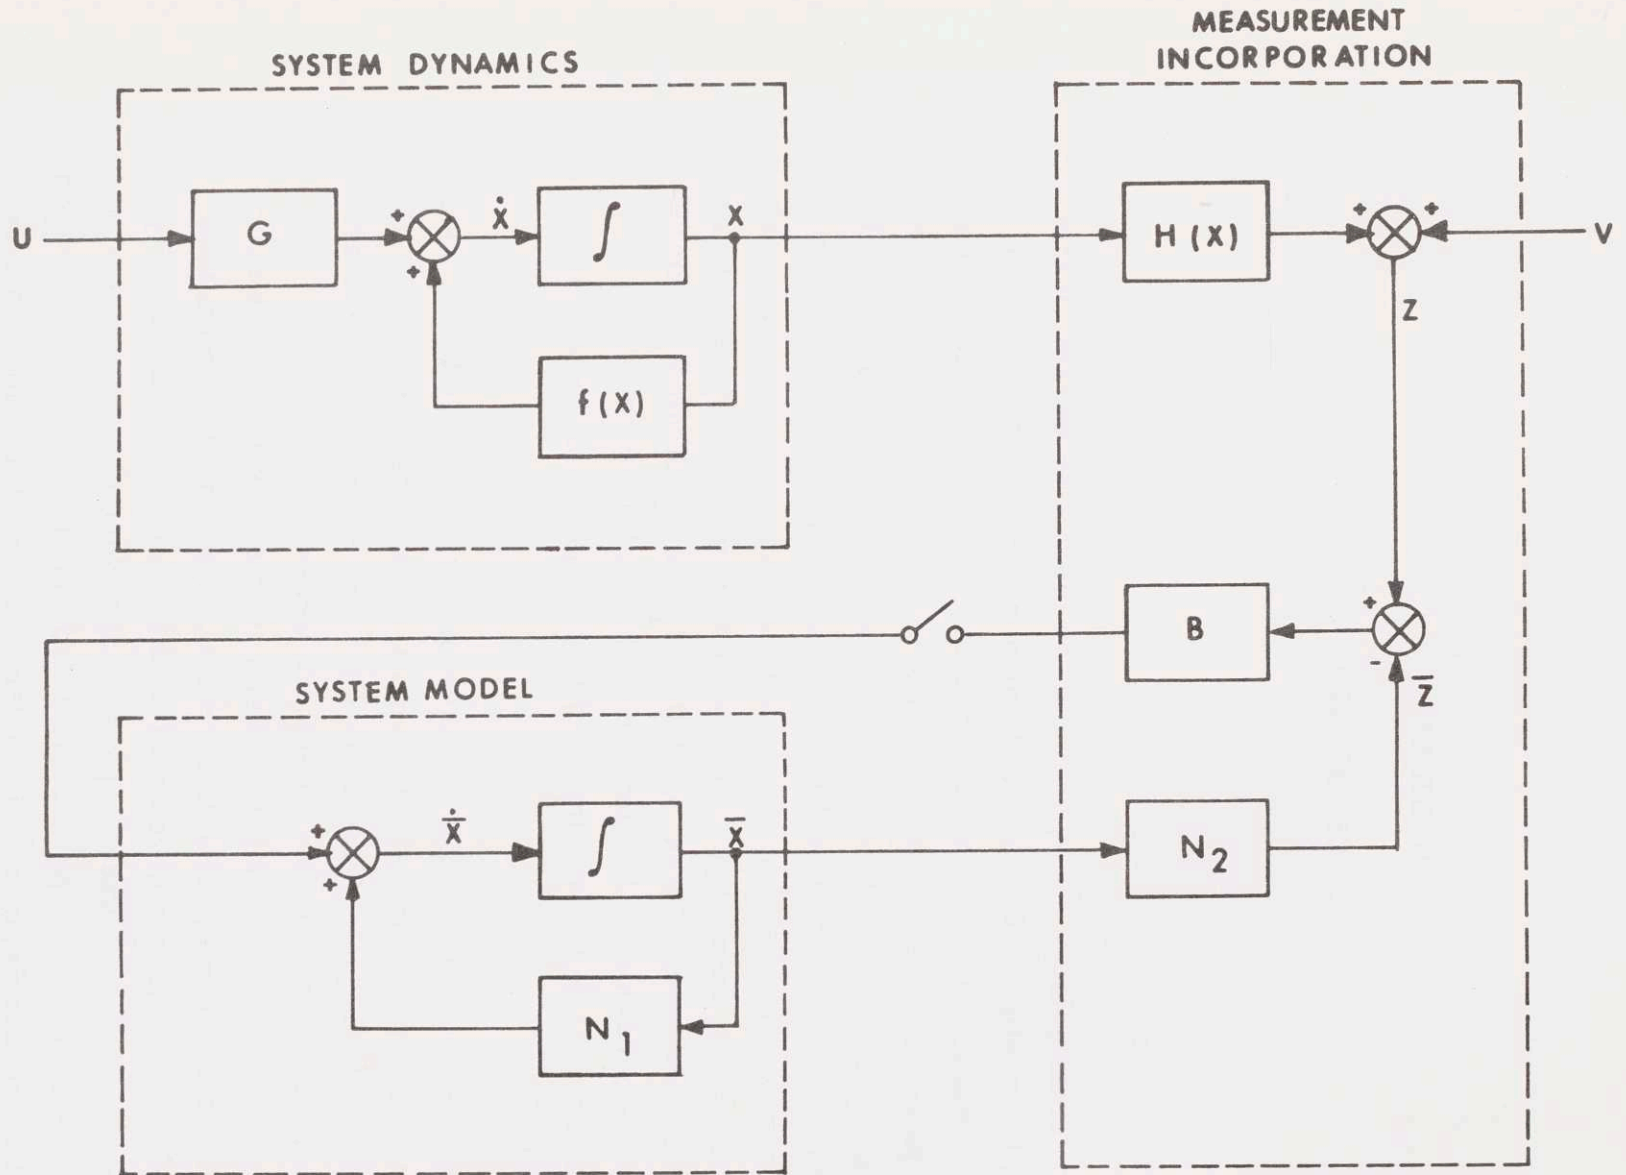 MEASUREMENT
INCORPORATION
SYSTEM DYNAMICS
U
G
+
+
Ẋ
∫
X
f(X)
H(X)
+
+
V
Z
+
-
Z̅
B
SYSTEM MODEL
+
+
Ẋ̅
∫
X̅
N₁
N₂